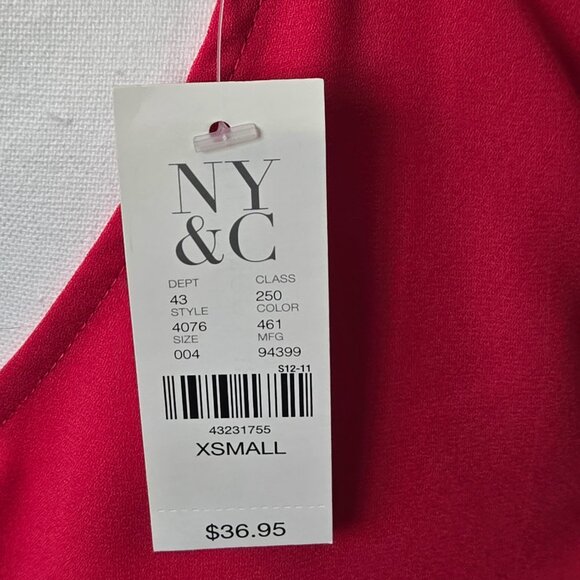 NY
&C
DEPT CLASS
43 250
STYLE COLOR
4076 461
SIZE MFG
004 94399
S12-11
43231755
XSMALL
$36.95